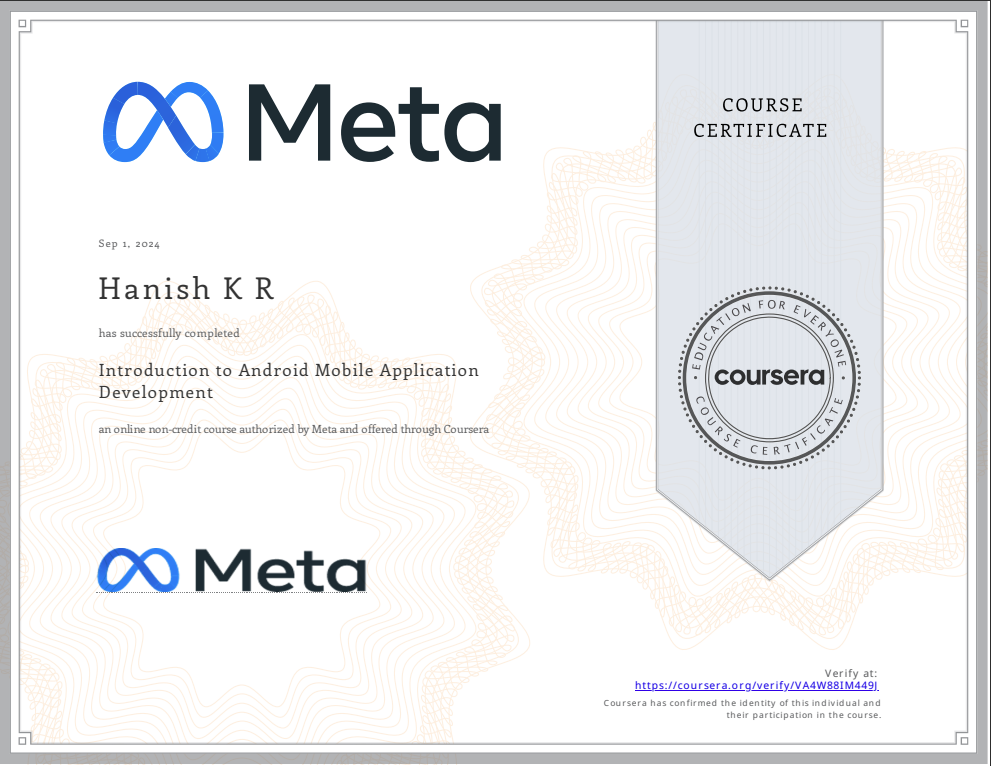 Meta
COURSE
CERTIFICATE
Sep 1, 2024
Hanish K R
has successfully completed
Introduction to Android Mobile Application
Development
an online non-credit course authorized by Meta and offered through Coursera
EDUCATION FOR EVERYONE
coursera
COURSE CERTIFICATE
Meta
Verify at:
https://coursera.org/verify/VA4W88IM449J
Coursera has confirmed the identity of this individual and
their participation in the course.